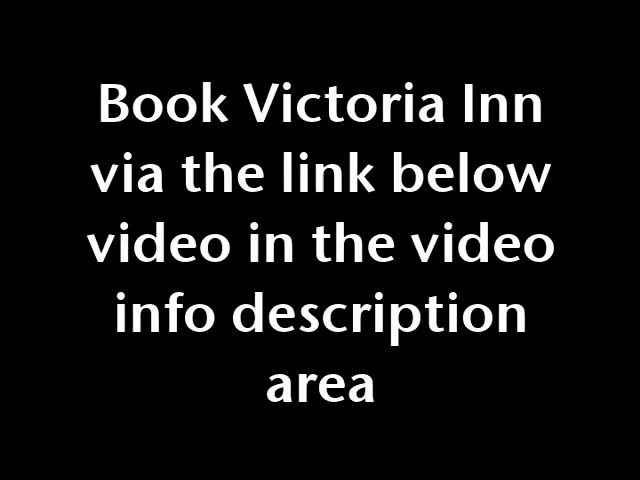 Book Victoria Inn
via the link below
video in the video
info description
area